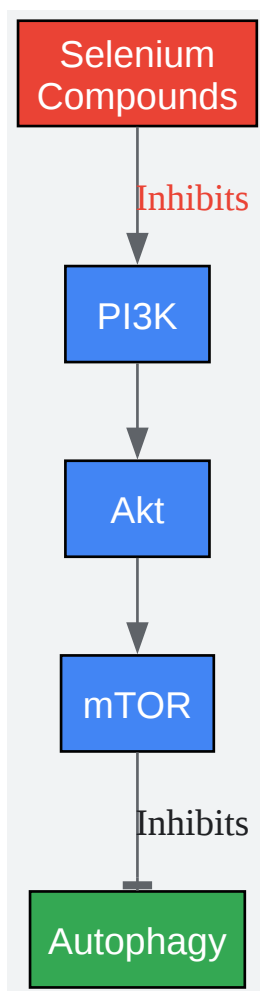 Selenium
Compounds
Inhibits
PI3K
Akt
mTOR
Inhibits
Autophagy